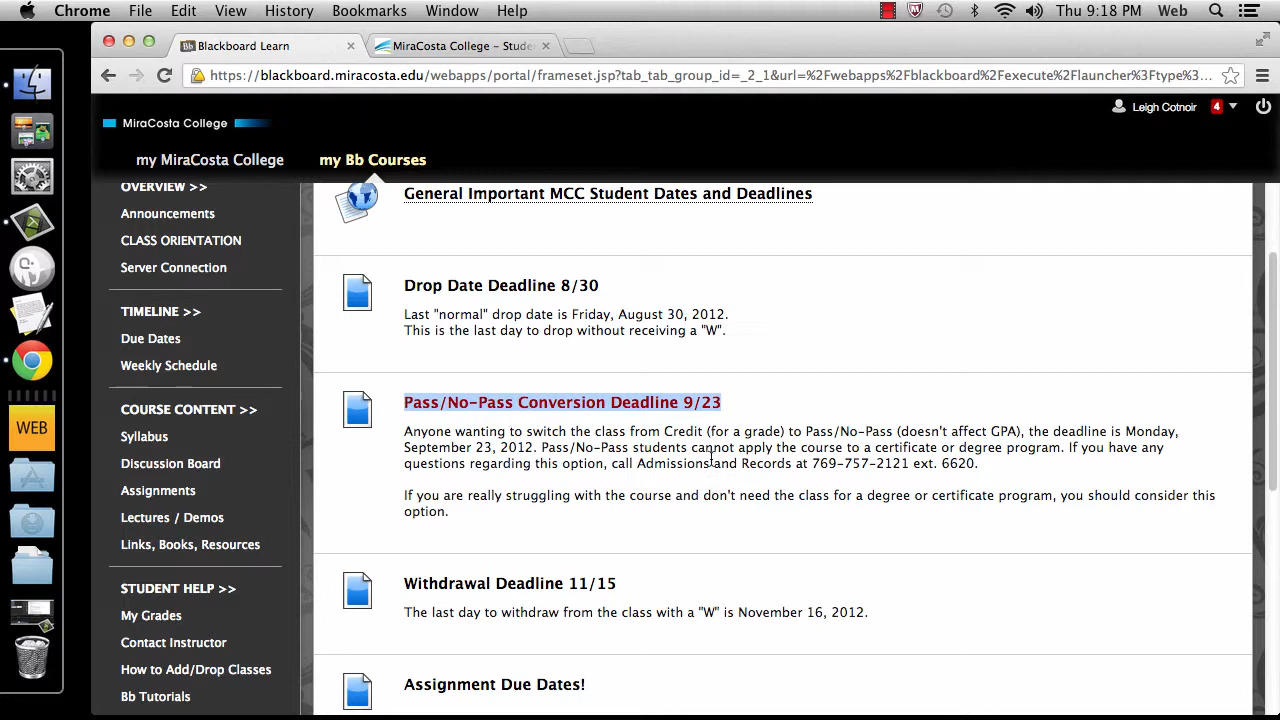 Chrome File Edit View History Bookmarks Window Help Thu 9:18 PM Web
Blackboard Learn
MiraCosta College – Stude
https://blackboard.miracosta.edu/webapps/portal/frameset.jsp?tab_tab_group_id=_2_1&url=%2Fwebapps%2Fblackboard%2Fexecute%2Flauncher%3Ftype%3...
MiraCosta College
Leigh Cotnoir 4
my MiraCosta College my Bb Courses
OVERVIEW >>
Announcements
CLASS ORIENTATION
Server Connection
TIMELINE >>
Due Dates
Weekly Schedule
COURSE CONTENT >>
Syllabus
Discussion Board
Assignments
Lectures / Demos
Links, Books, Resources
STUDENT HELP >>
My Grades
Contact Instructor
How to Add/Drop Classes
Bb Tutorials
General Important MCC Student Dates and Deadlines
Drop Date Deadline 8/30
Last "normal" drop date is Friday, August 30, 2012.
This is the last day to drop without receiving a "W".
Pass/No-Pass Conversion Deadline 9/23
Anyone wanting to switch the class from Credit (for a grade) to Pass/No-Pass (doesn't affect GPA), the deadline is Monday,
September 23, 2012. Pass/No-Pass students cannot apply the course to a certificate or degree program. If you have any
questions regarding this option, call Admissions and Records at 769-757-2121 ext. 6620.
If you are really struggling with the course and don't need the class for a degree or certificate program, you should consider this
option.
Withdrawal Deadline 11/15
The last day to withdraw from the class with a "W" is November 16, 2012.
Assignment Due Dates!
WEB
Bb